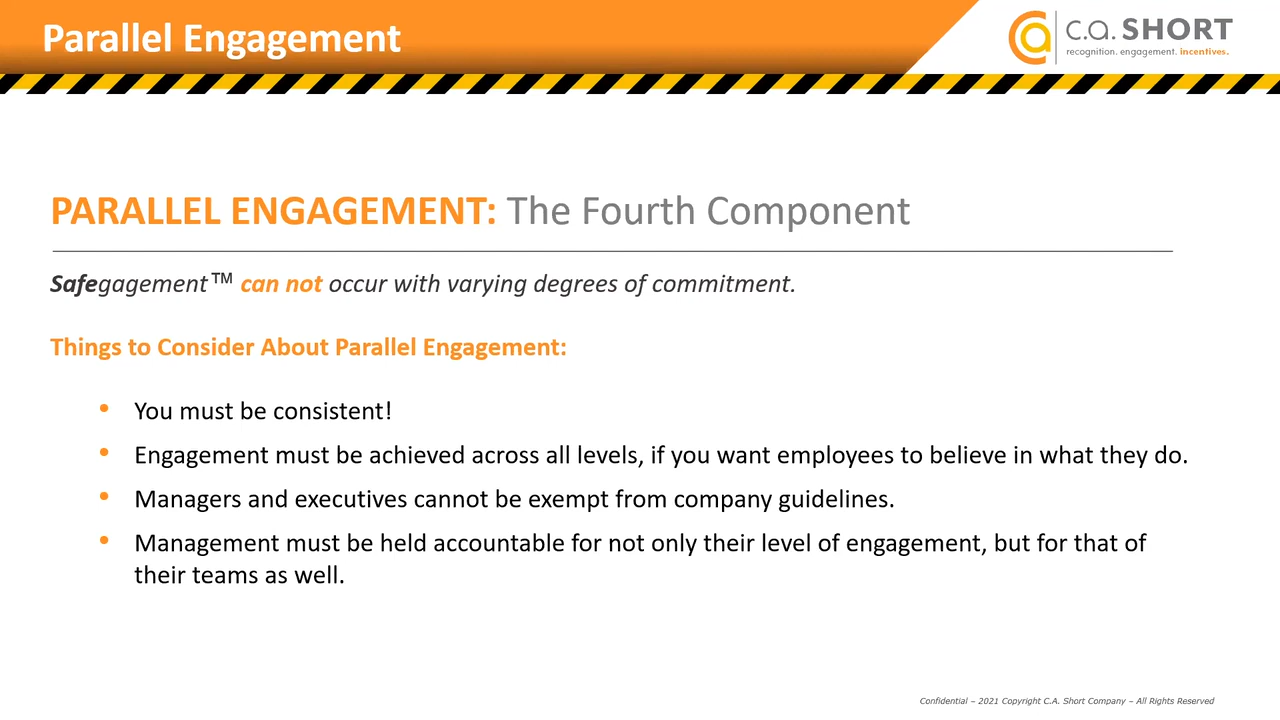 Parallel Engagement
c.a. SHORT
recognition. engagement. incentives.
PARALLEL ENGAGEMENT: The Fourth Component
Safegagement™ can not occur with varying degrees of commitment.
Things to Consider About Parallel Engagement:
• You must be consistent!
• Engagement must be achieved across all levels, if you want employees to believe in what they do.
• Managers and executives cannot be exempt from company guidelines.
• Management must be held accountable for not only their level of engagement, but for that of
their teams as well.
Confidential – 2021 Copyright C.A. Short Company – All Rights Reserved